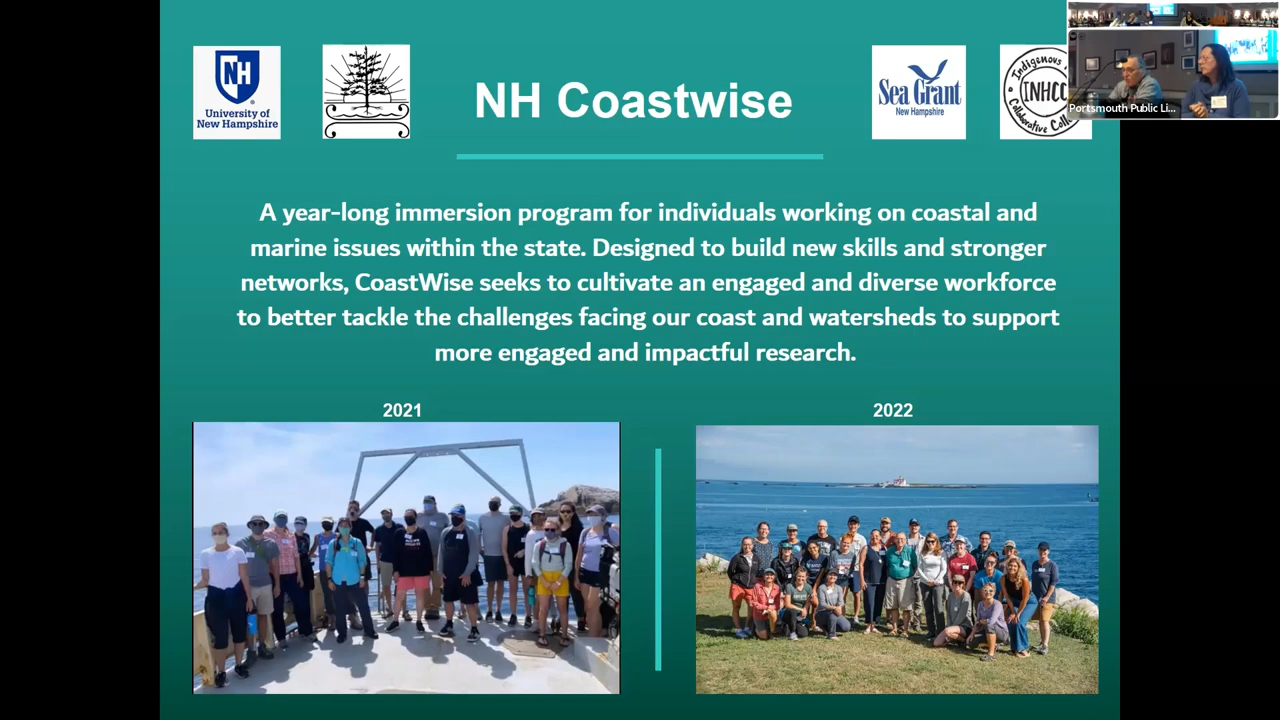 NH
University of
New Hampshire
NH Coastwise
Sea Grant
New Hampshire
Indigenous
INHCC
Collaborative
Portsmouth Public Li...
A year-long immersion program for individuals working on coastal and
marine issues within the state. Designed to build new skills and stronger
networks, CoastWise seeks to cultivate an engaged and diverse workforce
to better tackle the challenges facing our coast and watersheds to support
more engaged and impactful research.
2021
2022